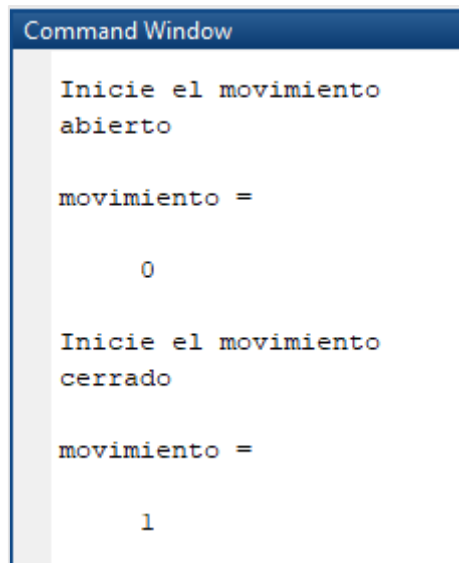 Command Window
Inicie el movimiento
abierto
movimiento =
0
Inicie el movimiento
cerrado
movimiento =
1